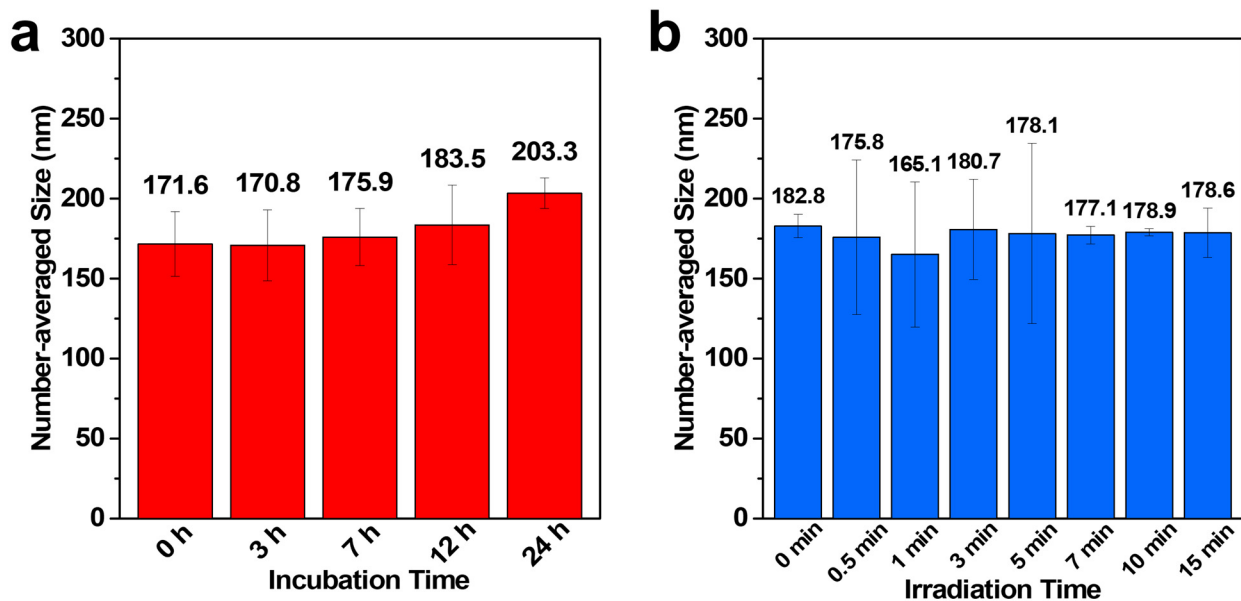 a
Number-averaged Size (nm)
300
250
200
150
100
50
0
171.6
170.8
175.9
183.5
203.3
0 h
3 h
7 h
12 h
24 h
Incubation Time
b
Number-averaged Size (nm)
300
250
200
150
100
50
0
182.8
175.8
165.1
180.7
178.1
177.1
178.9
178.6
0 min
0.5 min
1 min
3 min
5 min
7 min
10 min
15 min
Irradiation Time